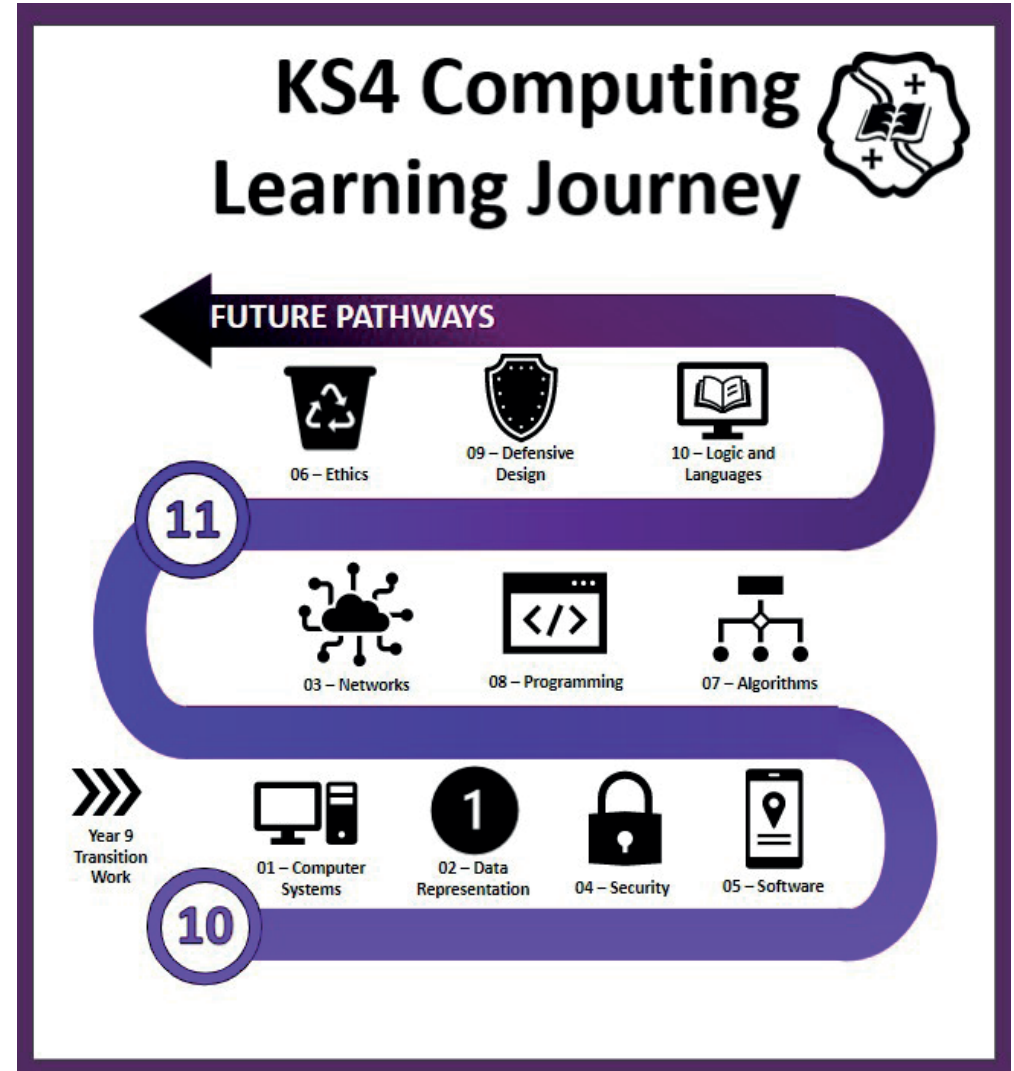 KS4 Computing
Learning Journey
FUTURE PATHWAYS
06 – Ethics
09 – Defensive
Design
10 – Logic and
Languages
11
03 – Networks
08 – Programming
07 – Algorithms
Year 9
Transition
Work
01 – Computer
Systems
1
02 – Data
Representation
04 – Security
05 – Software
10